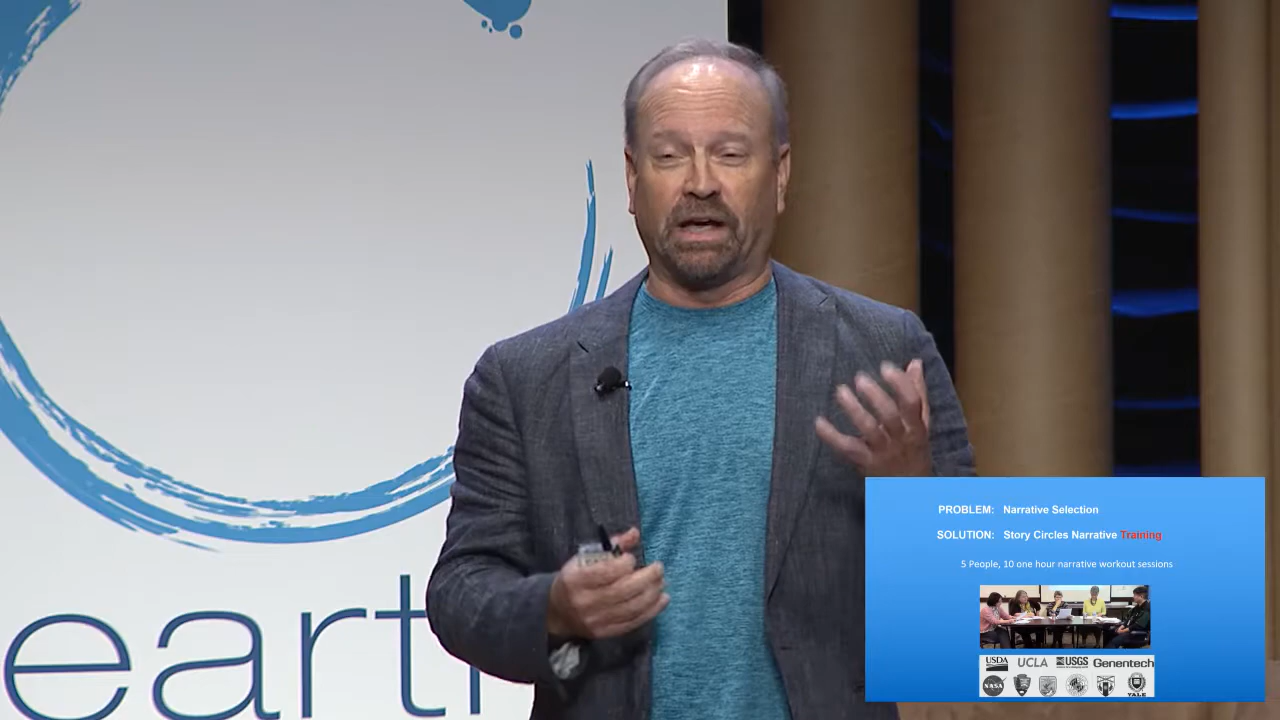 eart
PROBLEM: Narrative Selection
SOLUTION: Story Circles Narrative Training
5 People, 10 one hour narrative workout sessions
USDA UCLA USGS Genentech
NASA YALE